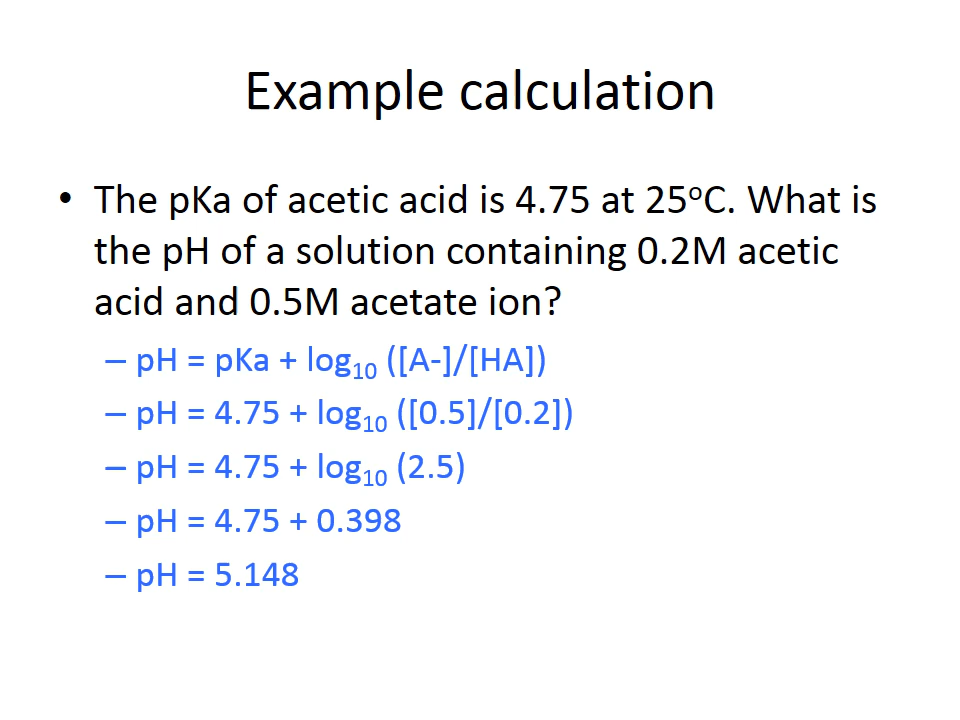 Example calculation
• The pKa of acetic acid is 4.75 at 25ºC. What is
the pH of a solution containing 0.2M acetic
acid and 0.5M acetate ion?
– pH = pKa + log₁₀ ([A-]/[HA])
– pH = 4.75 + log₁₀ ([0.5]/[0.2])
– pH = 4.75 + log₁₀ (2.5)
– pH = 4.75 + 0.398
– pH = 5.148